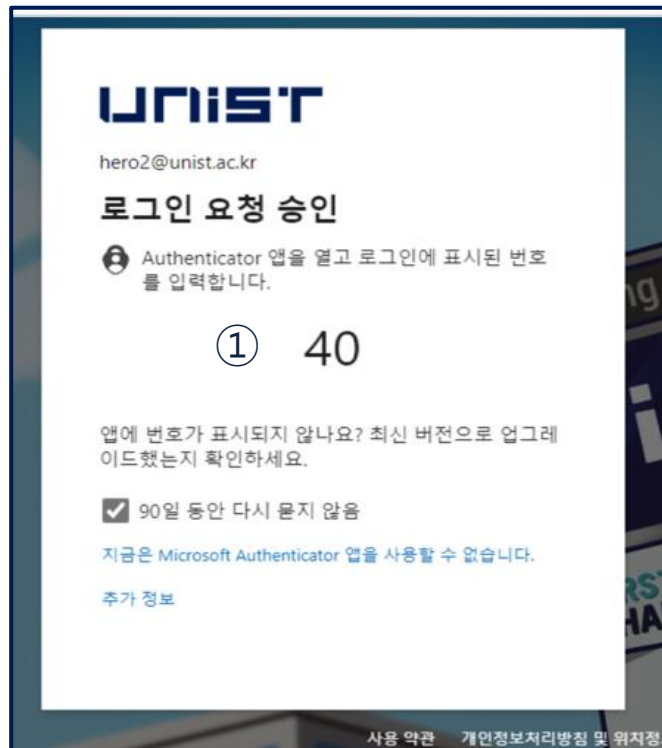 UNIST
hero2@unist.ac.kr
로그인 요청 승인
Authenticator 앱을 열고 로그인에 표시된 번호
를 입력합니다.
① 40
앱에 번호가 표시되지 않나요? 최신 버전으로 업그레
이드했는지 확인하세요.
90일 동안 다시 묻지 않음
지금은 Microsoft Authenticator 앱을 사용할 수 없습니다.
추가 정보
사용 약관 개인정보처리방침 및 위치정